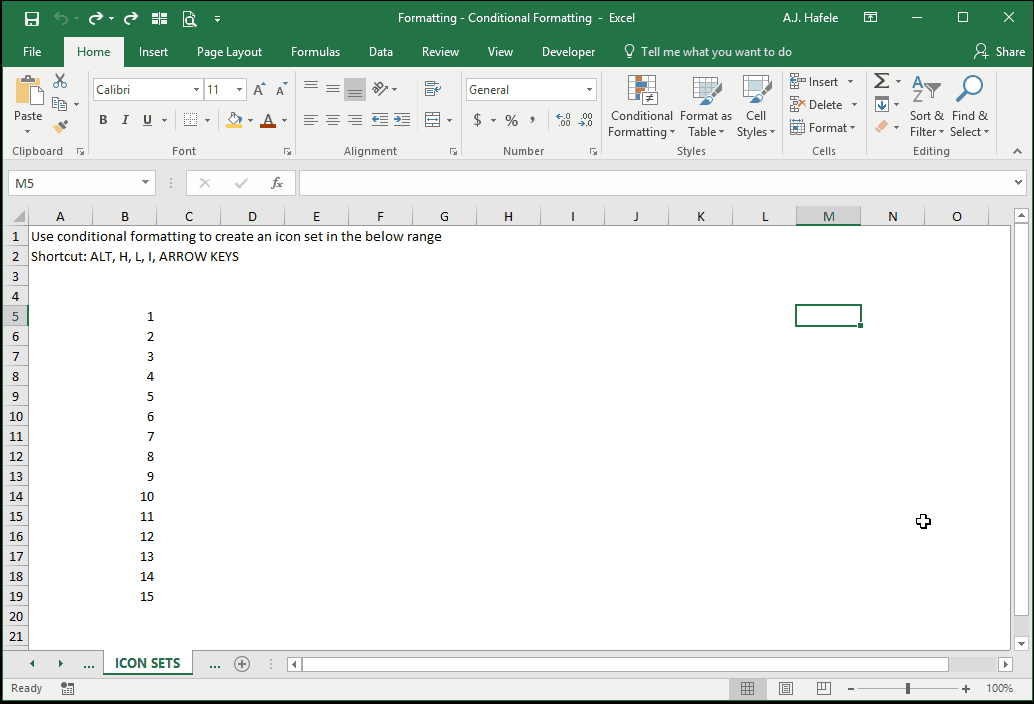 Formatting - Conditional Formatting - Excel
A.J. Hafele
File Home Insert Page Layout Formulas Data Review View Developer Tell me what you want to do Share
Paste
Clipboard
Calibri 11
B I U A
Font
Alignment
General
$ % ,
Number
Conditional Formatting
Format as Table
Cell Styles
Styles
Insert
Delete
Format
Cells
Sort & Filter
Find & Select
Editing
M5
fx
A B C D E F G H I J K L M N O
1 Use conditional formatting to create an icon set in the below range
2 Shortcut: ALT, H, L, I, ARROW KEYS
3
4
5 1
6 2
7 3
8 4
9 5
10 6
11 7
12 8
13 9
14 10
15 11
16 12
17 13
18 14
19 15
20
21
... ICON SETS ...
Ready
100%